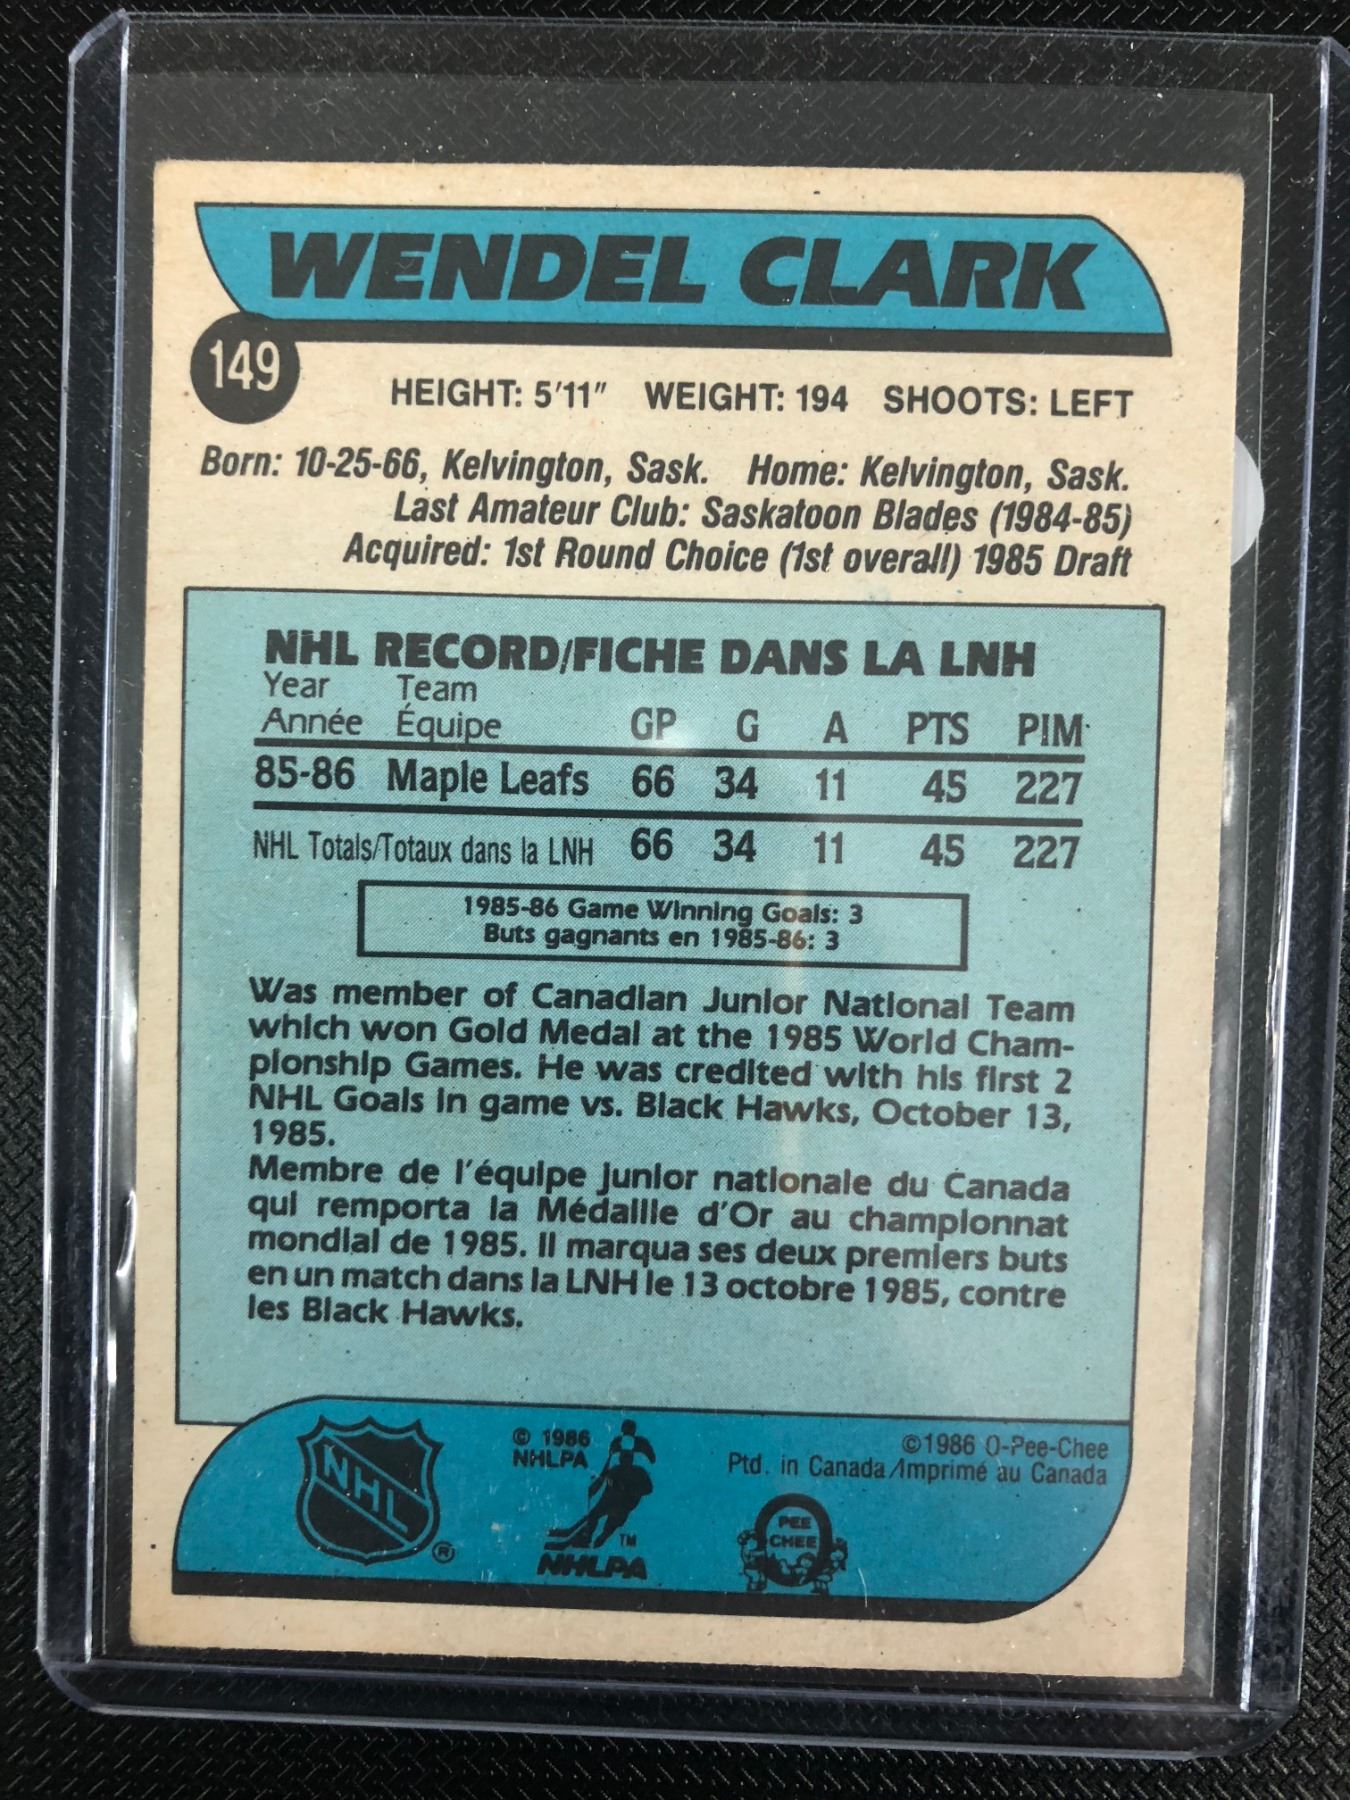 WENDEL CLARK
149
HEIGHT: 5'11" WEIGHT: 194 SHOOTS: LEFT
Born: 10-25-66, Kelvington, Sask. Home: Kelvington, Sask.
Last Amateur Club: Saskatoon Blades (1984-85)
Acquired: 1st Round Choice (1st overall) 1985 Draft
NHL RECORD/FICHE DANS LA LNH
Year Team
Année Équipe GP G A PTS PIM
85-86 Maple Leafs 66 34 11 45 227
NHL Totals/Totaux dans la LNH 66 34 11 45 227
1985-86 Game Winning Goals: 3
Buts gagnants en 1985-86: 3
Was member of Canadian Junior National Team
which won Gold Medal at the 1985 World Cham-
pionship Games. He was credited with his first 2
NHL Goals in game vs. Black Hawks, October 13,
1985.
Membre de l'équipe junior nationale du Canada
qui remporta la Médaille d'Or au championnat
mondial de 1985. Il marqua ses deux premiers buts
en un match dans la LNH le 13 octobre 1985, contre
les Black Hawks.
NHL ®
© 1986
NHLPA
TM
NHLPA
©1986 O-Pee-Chee
Ptd. in Canada/Imprimé au Canada
PEE
CHEE